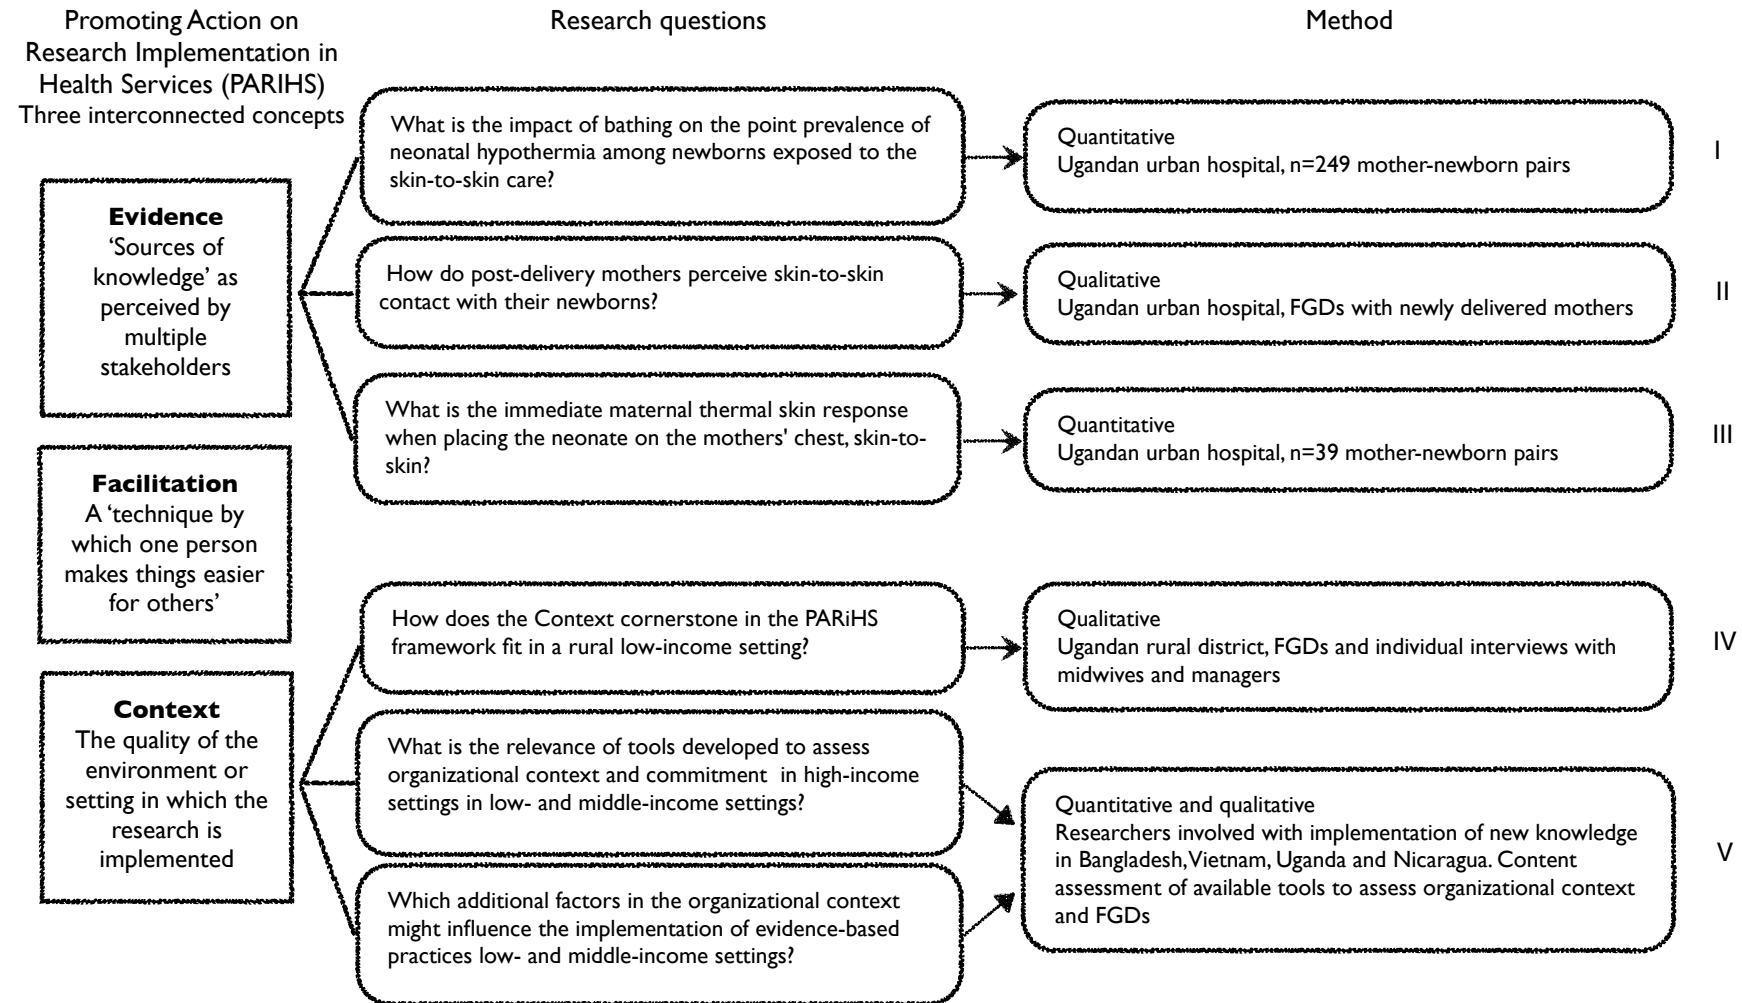 Promoting Action on
Research Implementation in
Health Services (PARIHS)
Three interconnected concepts
Research questions
Method
Evidence
‘Sources of
knowledge’ as
perceived by
multiple
stakeholders
Facilitation
A ‘technique by
which one person
makes things easier
for others’
Context
The quality of the
environment or
setting in which the
research is
implemented
What is the impact of bathing on the point prevalence of
neonatal hypothermia among newborns exposed to the
skin-to-skin care?
Quantitative
Ugandan urban hospital, n=249 mother-newborn pairs
I
How do post-delivery mothers perceive skin-to-skin
contact with their newborns?
Qualitative
Ugandan urban hospital, FGDs with newly delivered mothers
II
What is the immediate maternal thermal skin response
when placing the neonate on the mothers' chest, skin-to-
skin?
Quantitative
Ugandan urban hospital, n=39 mother-newborn pairs
III
How does the Context cornerstone in the PARiHS
framework fit in a rural low-income setting?
Qualitative
Ugandan rural district, FGDs and individual interviews with
midwives and managers
IV
What is the relevance of tools developed to assess
organizational context and commitment in high-income
settings in low- and middle-income settings?
Which additional factors in the organizational context
might influence the implementation of evidence-based
practices low- and middle-income settings?
Quantitative and qualitative
Researchers involved with implementation of new knowledge
in Bangladesh, Vietnam, Uganda and Nicaragua. Content
assessment of available tools to assess organizational context
and FGDs
V